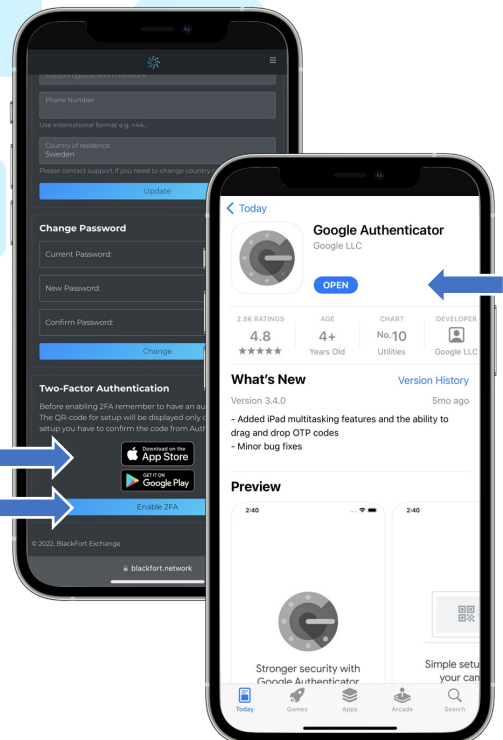 support@blackfort.network
Phone Number:
Use international format e.g. +44...
Country of residence:
Sweden
Please contact support if you need to change country
Update
Change Password
Current Password:
New Password:
Confirm Password:
Change
Two-Factor Authentication
Before enabling 2FA remember to have an
The QR-code for setup will be displayed only
setup you have to confirm the code from
Download on the
App Store
GET IT ON
Google Play
Enable 2FA
© 2022, BlackFort Exchange
blackfort.network
Today
Google Authenticator
Google LLC
OPEN
2.8K RATINGS
4.8
AGE
4+
Years Old
CHART
No.10
Utilities
DEVELOPER
Google LLC
What's New
Version History
Version 3.4.0
5mo ago
- Added iPad multitasking features and the ability to
drag and drop OTP codes
- Minor bug fixes
Preview
2:40
2:40
Stronger security with
Google Authenticator
Simple
your
Today
Games
Apps
Arcade
Search